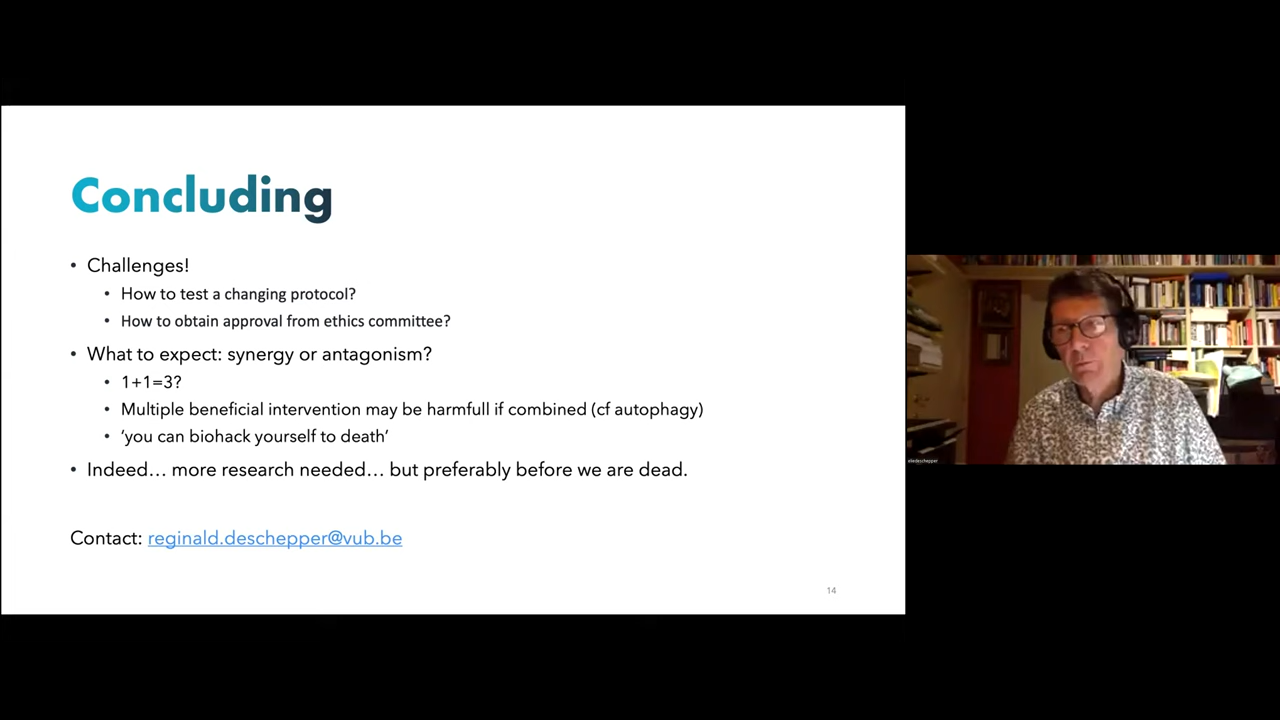 Concluding
• Challenges!
• How to test a changing protocol?
• How to obtain approval from ethics committee?
• What to expect: synergy or antagonism?
• 1+1=3?
• Multiple beneficial intervention may be harmfull if combined (cf autophagy)
• ‘you can biohack yourself to death’
• Indeed… more research needed… but preferably before we are dead.
Contact: reginald.deschepper@vub.be
14